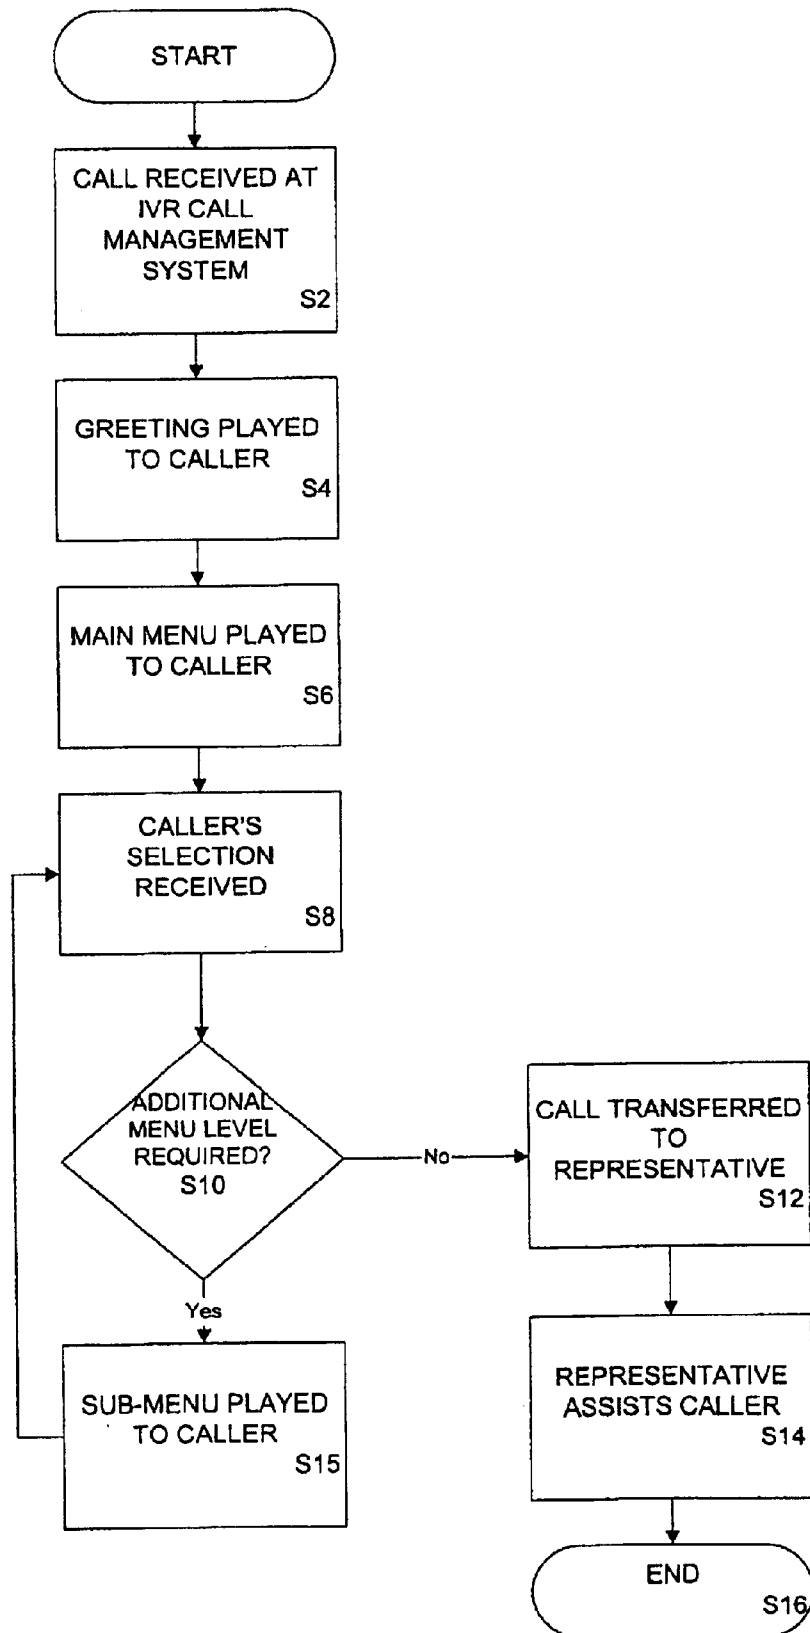 START
CALL RECEIVED AT
IVR CALL
MANAGEMENT
SYSTEM
S2
GREETING PLAYED
TO CALLER
S4
MAIN MENU PLAYED
TO CALLER
S6
CALLER'S
SELECTION
RECEIVED
S8
ADDITIONAL
MENU LEVEL
REQUIRED?
S10
No
CALL TRANSFERRED
TO
REPRESENTATIVE
S12
Yes
SUB-MENU PLAYED
TO CALLER
S15
REPRESENTATIVE
ASSISTS CALLER
S14
END
S16